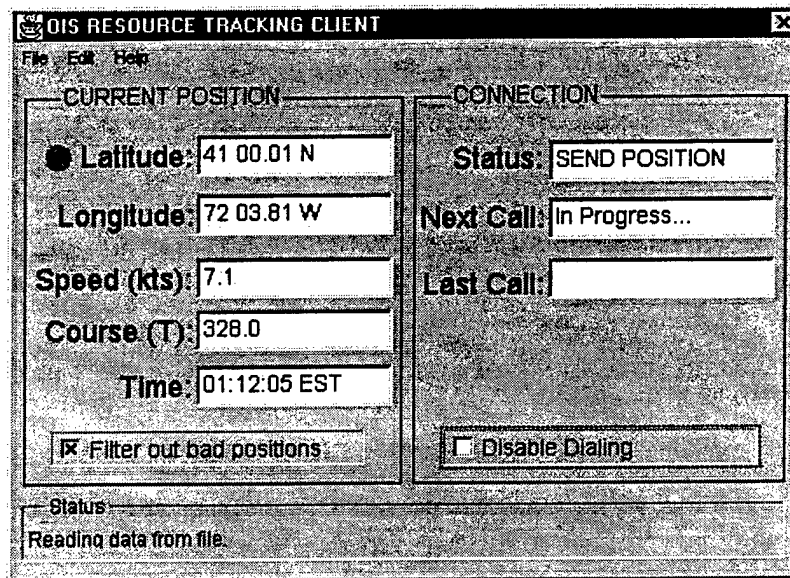 OIS RESOURCE TRACKING CLIENT
File Edit Help
CURRENT POSITION
Latitude: 41 00.01 N
Longitude: 72 03.81 W
Speed (kts): 7.1
Course (T): 328.0
Time: 01:12:05 EST
Filter out bad positions
CONNECTION
Status: SEND POSITION
Next Call: In Progress...
Last Call:
Disable Dialing
Status
Reading data from file.